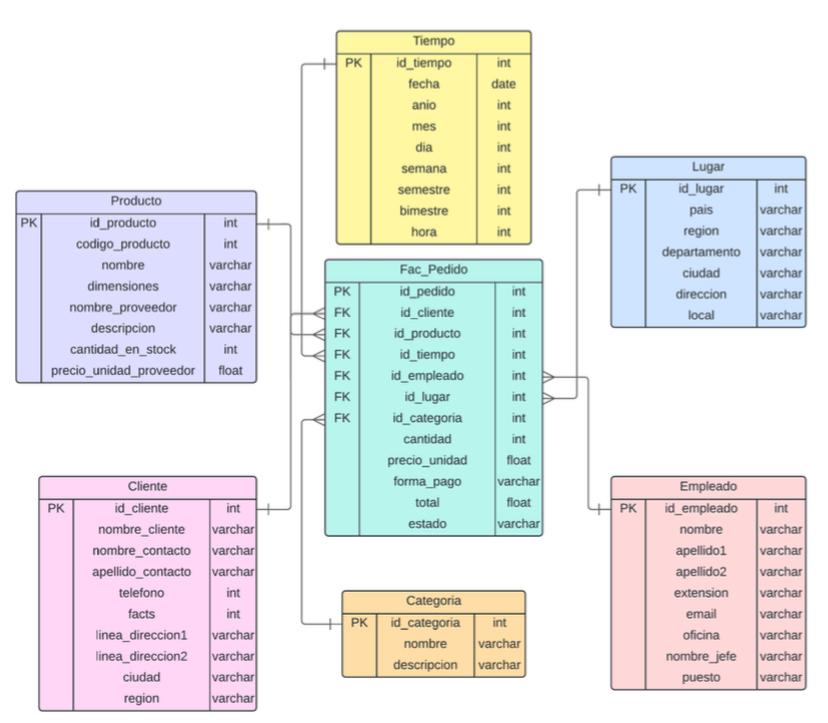 Tiempo
PK id_tiempo int
fecha date
anio int
mes int
dia int
semana int
semestre int
bimestre int
hora int
Lugar
PK id_lugar int
pais varchar
region varchar
departamento varchar
ciudad varchar
direccion varchar
local varchar
Producto
PK id_producto int
codigo_producto int
nombre varchar
dimensiones varchar
nombre_proveedor varchar
descripcion varchar
cantidad_en_stock int
precio_unidad_proveedor float
Fac_Pedido
PK id_pedido int
FK id_cliente int
FK id_producto int
FK id_tiempo int
FK id_empleado int
FK id_lugar int
FK id_categoria int
cantidad int
precio_unidad float
forma_pago varchar
total float
estado varchar
Cliente
PK id_cliente int
nombre_cliente varchar
nombre_contacto varchar
apellido_contacto varchar
telefono int
facts int
linea_direccion1 varchar
linea_direccion2 varchar
ciudad varchar
region varchar
Categoria
PK id_categoria int
nombre varchar
descripcion varchar
Empleado
PK id_empleado int
nombre varchar
apellido1 varchar
apellido2 varchar
extension varchar
email varchar
oficina varchar
nombre_jefe varchar
puesto varchar